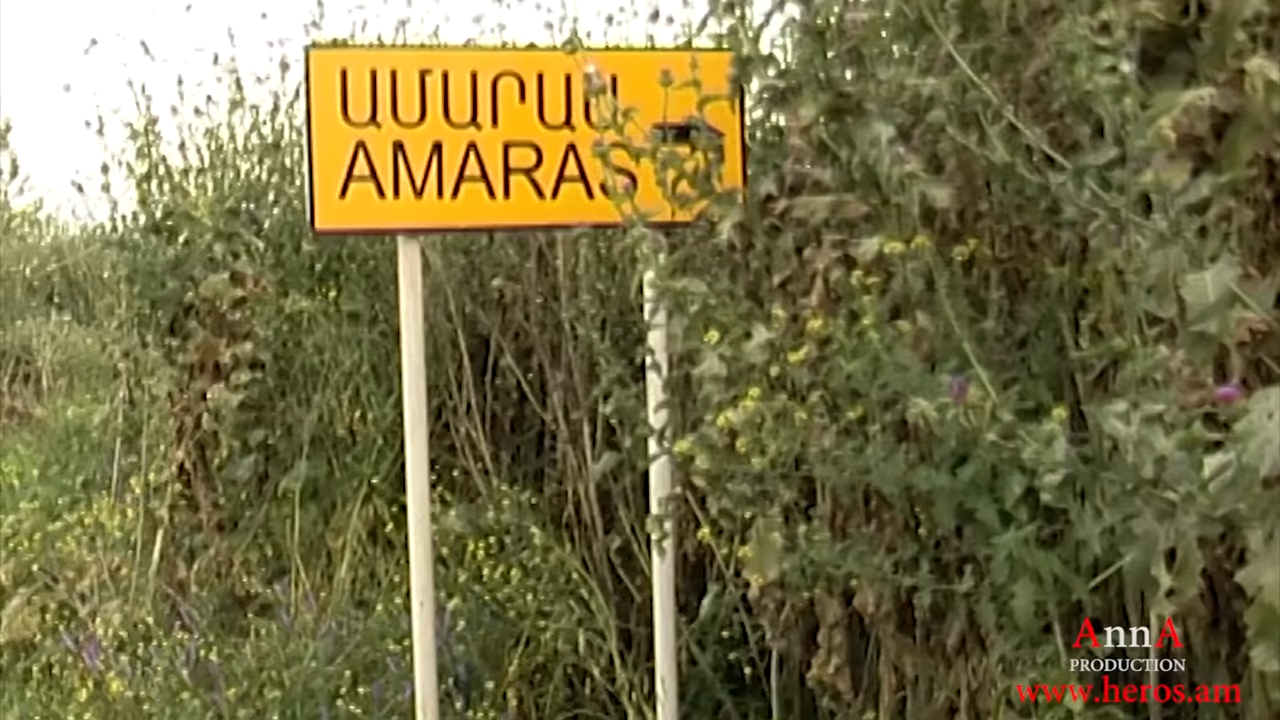 ԱՄԱՐԱՍ
AMARAS
AnnA
PRODUCTION
www.heros.am